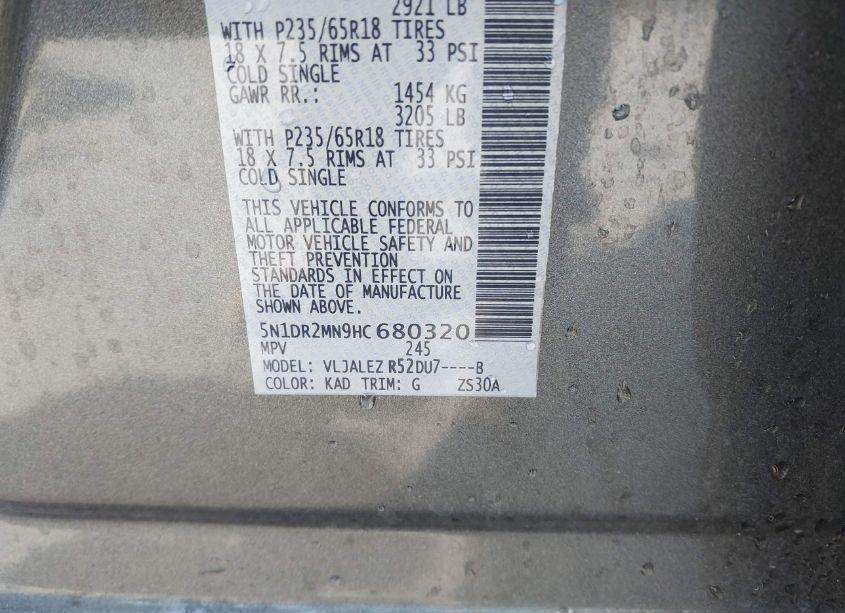 2921 LB
WITH P235/65R18 TIRES
18 X 7.5 RIMS AT 33 PSI
COLD SINGLE
GAWR RR.: 1454 KG
3205 LB
WITH P235/65R18 TIRES
18 X 7.5 RIMS AT 33 PSI
COLD SINGLE
THIS VEHICLE CONFORMS TO
ALL APPLICABLE FEDERAL
MOTOR VEHICLE SAFETY AND
THEFT PREVENTION
STANDARDS IN EFFECT ON
THE DATE OF MANUFACTURE
SHOWN ABOVE.
5N1DR2MN9HC680320
MPV 245
MODEL: VLJALEZ R52DU7----B
COLOR: KAD TRIM: G ZS30A